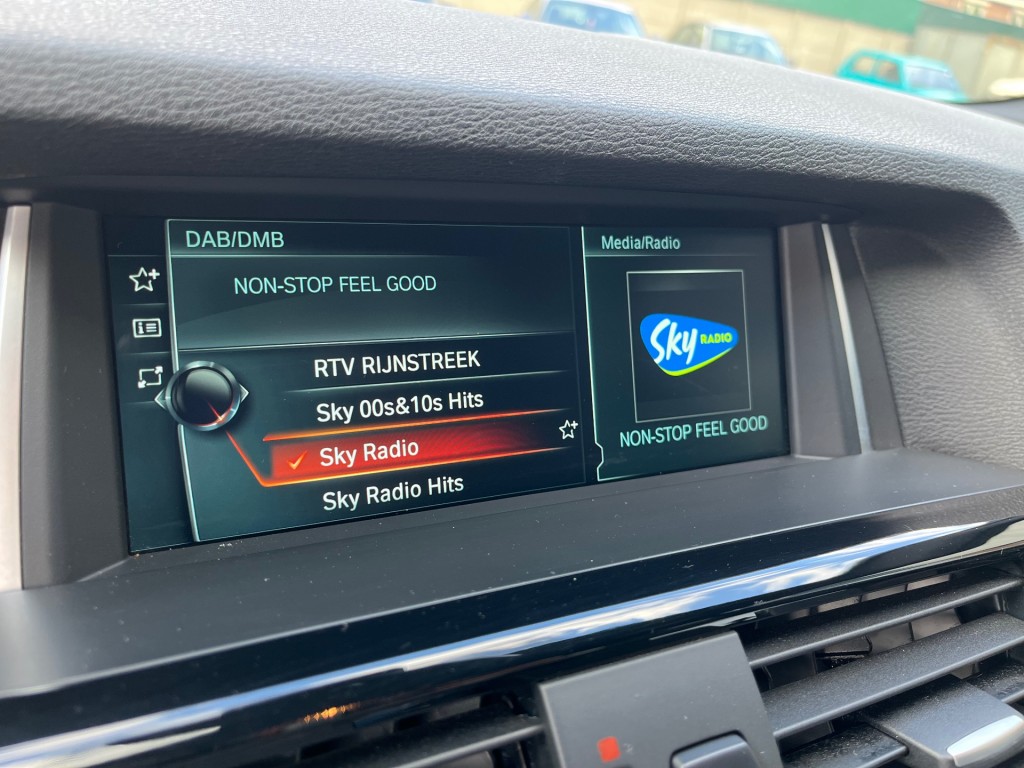 DAB/DMB
NON-STOP FEEL GOOD
RTV RIJNSTREEK
Sky 00s&10s Hits
Sky Radio
Sky Radio Hits
Media/Radio
Sky RADIO
NON-STOP FEEL GOOD